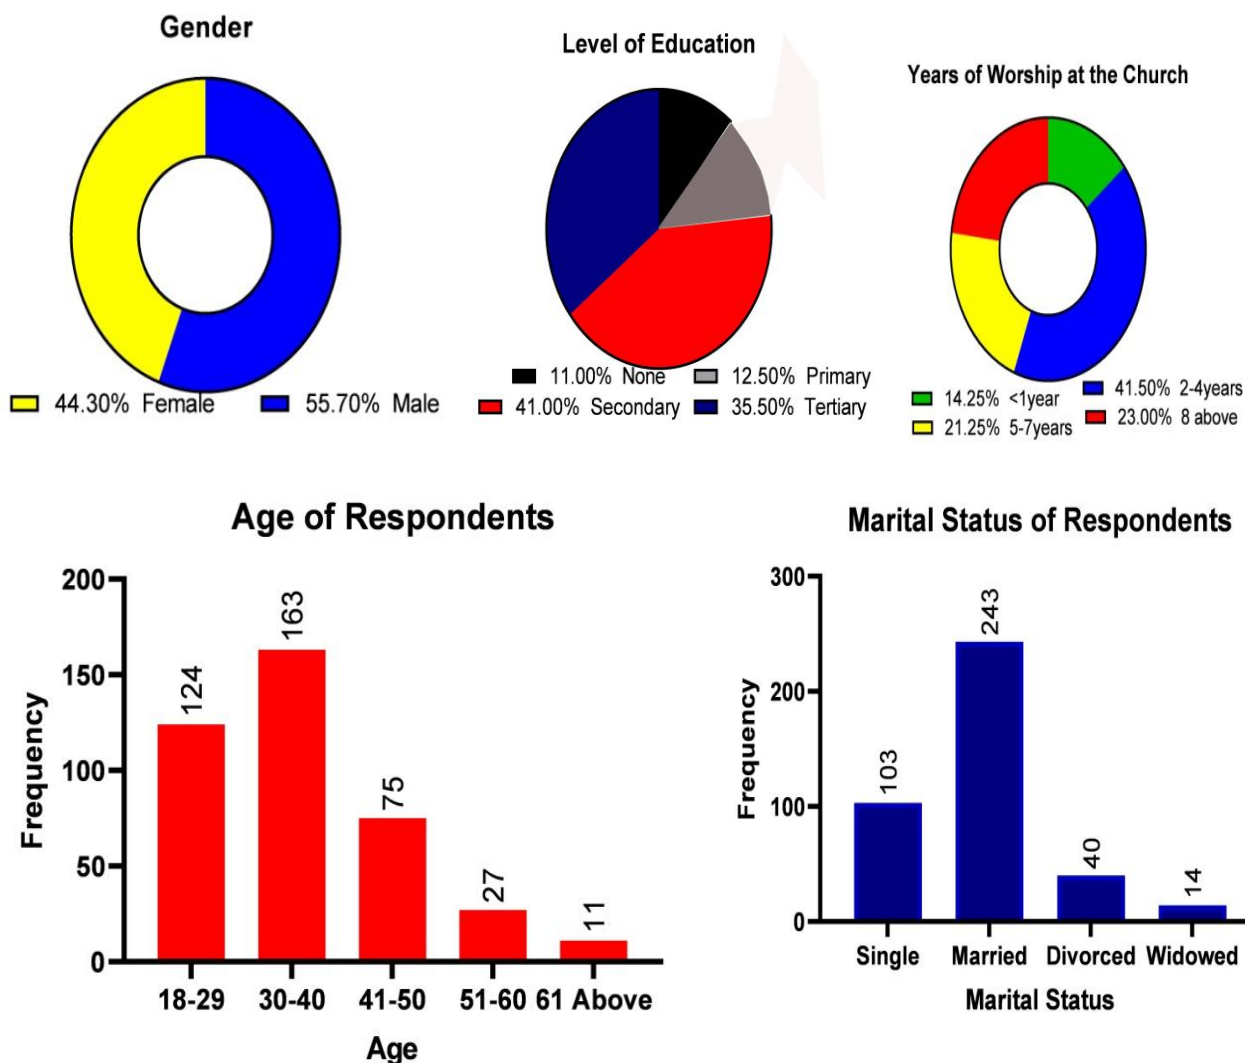 Gender
44.30% Female 55.70% Male
Level of Education
11.00% None 12.50% Primary
41.00% Secondary 35.50% Tertiary
Years of Worship at the Church
14.25% <1year 41.50% 2-4years
21.25% 5-7years 23.00% 8 above
Age of Respondents
Frequency
200
150
100
50
0
124
163
75
27
11
18-29 30-40 41-50 51-60 61 Above
Age
Marital Status of Respondents
Frequency
300
200
100
0
103
243
40
14
Single Married Divorced Widowed
Marital Status